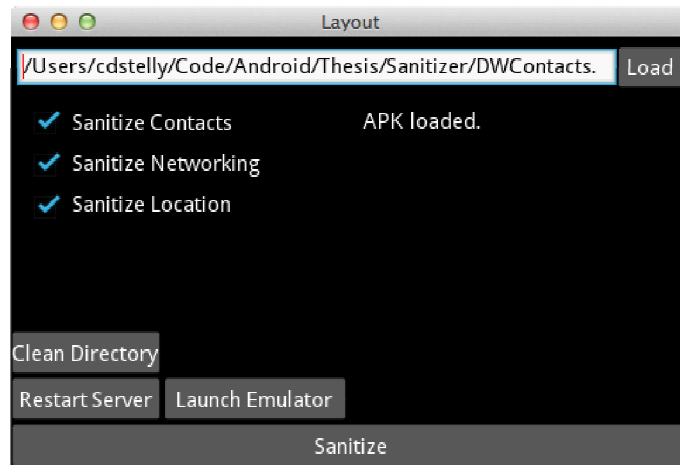 Layout
/Users/cdstelly/Code/Android/Thesis/Sanitizer/DWContacts. Load
Sanitize Contacts APK loaded.
Sanitize Networking
Sanitize Location
Clean Directory
Restart Server Launch Emulator
Sanitize